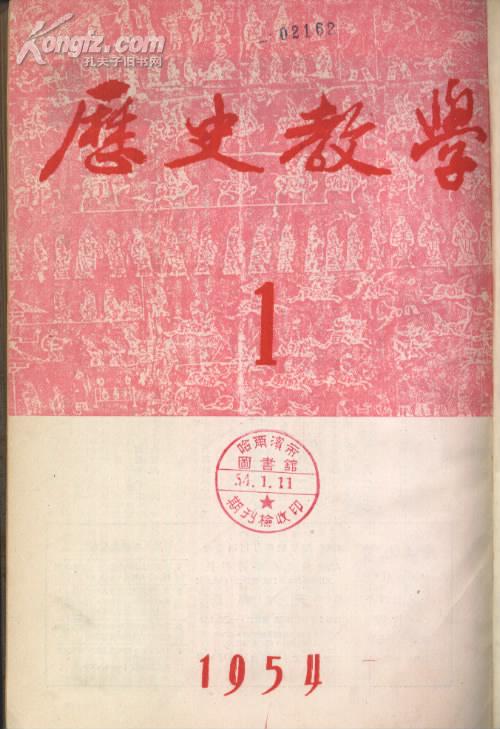 02162
Kongfz.com
孔夫子旧书网
歷史教學
1
哈爾濱市
圖書館
54.1.11
期刊檢收印
1954